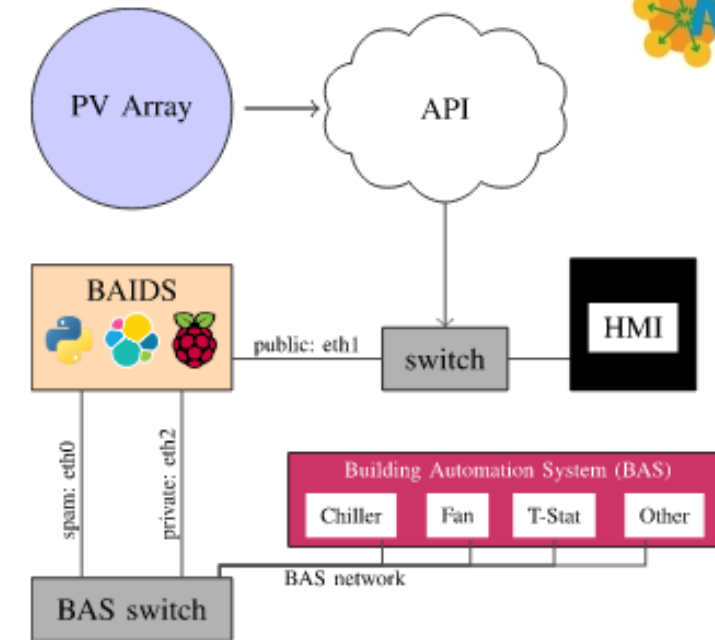 PV Array
API
BAIDS
public: eth1
switch
HMI
spam: eth0
private: eth2
Building Automation System (BAS)
Chiller
Fan
T-Stat
Other
BAS network
BAS switch